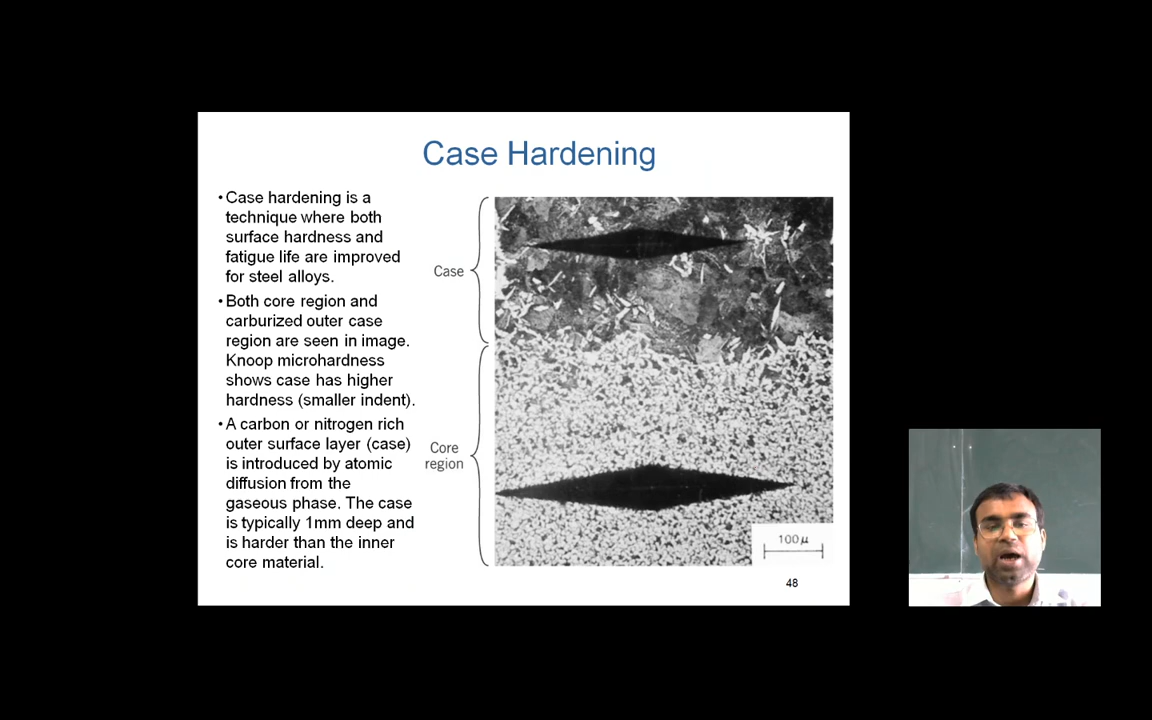 Case Hardening
•Case hardening is a
technique where both
surface hardness and
fatigue life are improved
for steel alloys.
•Both core region and
carburized outer case
region are seen in image.
Knoop microhardness
shows case has higher
hardness (smaller indent).
•A carbon or nitrogen rich
outer surface layer (case)
is introduced by atomic
diffusion from the
gaseous phase. The case
is typically 1mm deep and
is harder than the inner
core material.
Case
Core
region
100μ
48